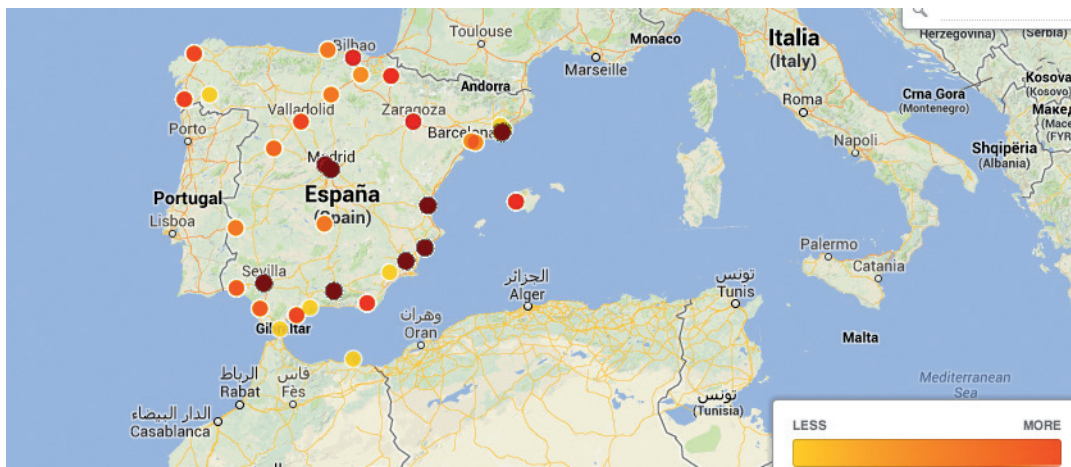 Toulouse
Monaco
Italia
(Italy)
Herzegovina)
(Serbia)
Bilbao
Marseille
Andorra
Crna Gora
(Montenegro)
Kosova
(Kosovo)
Valladolid
Zaragoza
Roma
Porto
Barcelona
Napoli
(FYR
Shqipëria
(Albania)
Madrid
España
(Spain)
Portugal
Lisboa
Palermo
Catania
Sevilla
الجزائر
Alger
تونس
Tunis
وهران
Oran
Malta
الرباط
Rabat
فاس
Fès
الدار البيضاء
Casablanca
تونس
(Tunisia)
Mediterranean
Sea
LESS
MORE